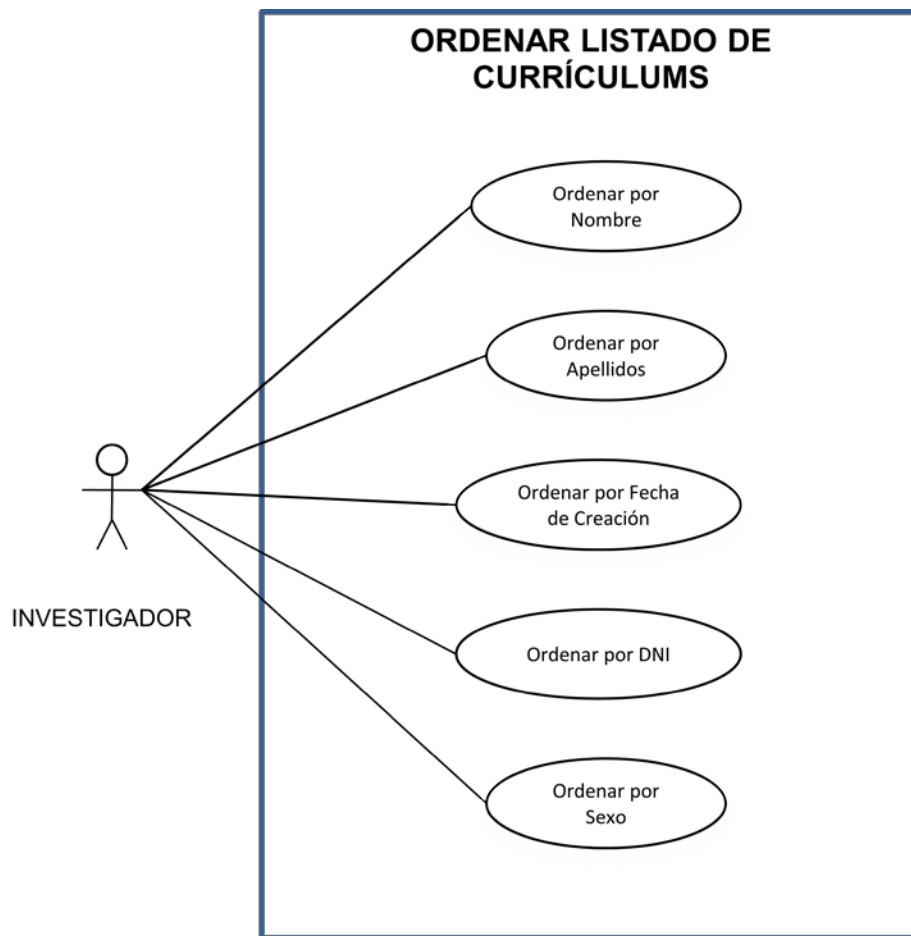 ORDENAR LISTADO DE
CURRÍCULUMS
Ordenar por
Nombre
Ordenar por
Apellidos
Ordenar por Fecha
de Creación
INVESTIGADOR
Ordenar por DNI
Ordenar por
Sexo